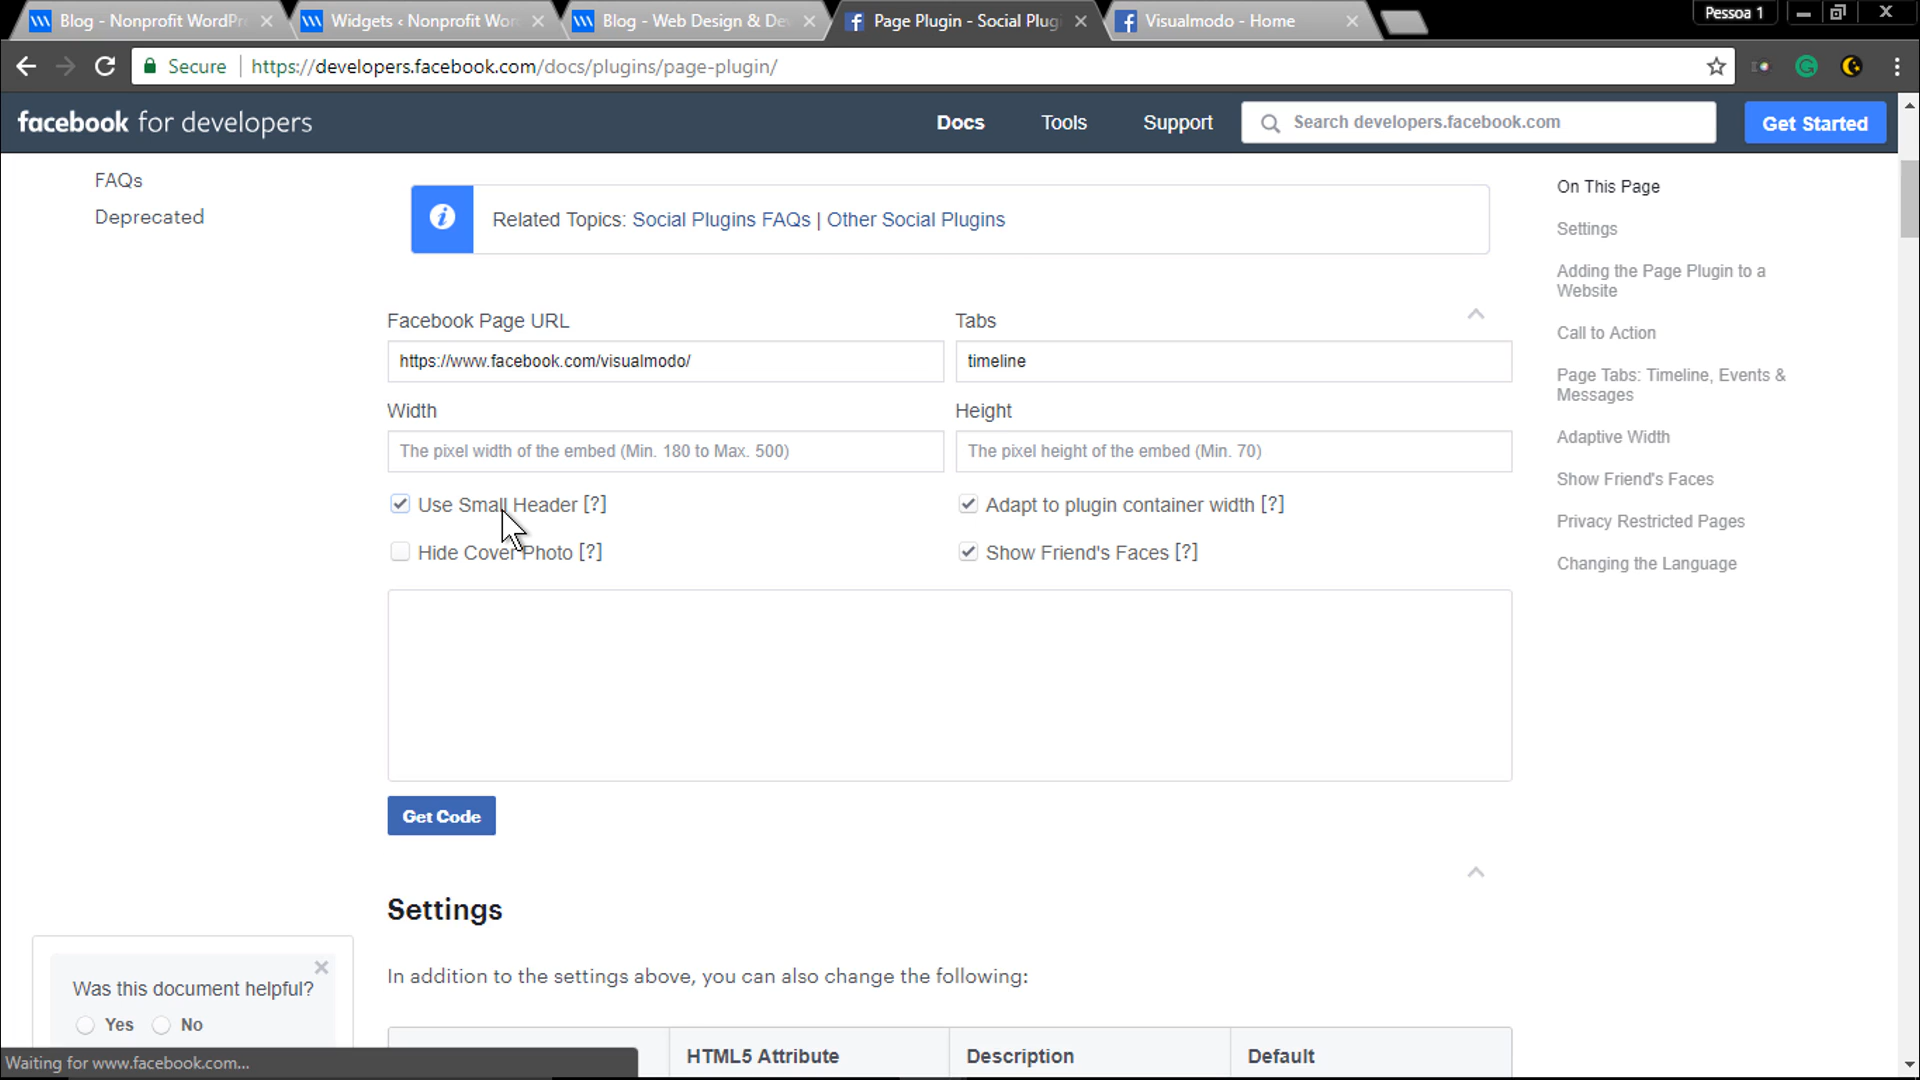 Blog - Nonprofit WordPr
Widgets ‹ Nonprofit Wor
Blog - Web Design & De
Page Plugin - Social Plug
Visualmodo - Home
Pessoa 1
Secure
https://developers.facebook.com/docs/plugins/page-plugin/
facebook for developers
Docs
Tools
Support
Search developers.facebook.com
Get Started
FAQs
Deprecated
Related Topics: Social Plugins FAQs | Other Social Plugins
On This Page
Settings
Adding the Page Plugin to a
Website
Call to Action
Page Tabs: Timeline, Events &
Messages
Adaptive Width
Show Friend's Faces
Privacy Restricted Pages
Changing the Language
Facebook Page URL
Tabs
https://www.facebook.com/visualmodo/
timeline
Width
Height
The pixel width of the embed (Min. 180 to Max. 500)
The pixel height of the embed (Min. 70)
Use Small Header [?]
Adapt to plugin container width [?]
Hide Cover Photo [?]
Show Friend's Faces [?]
Get Code
Settings
In addition to the settings above, you can also change the following:
HTML5 Attribute
Description
Default
Was this document helpful?
Yes
No
Waiting for www.facebook.com...